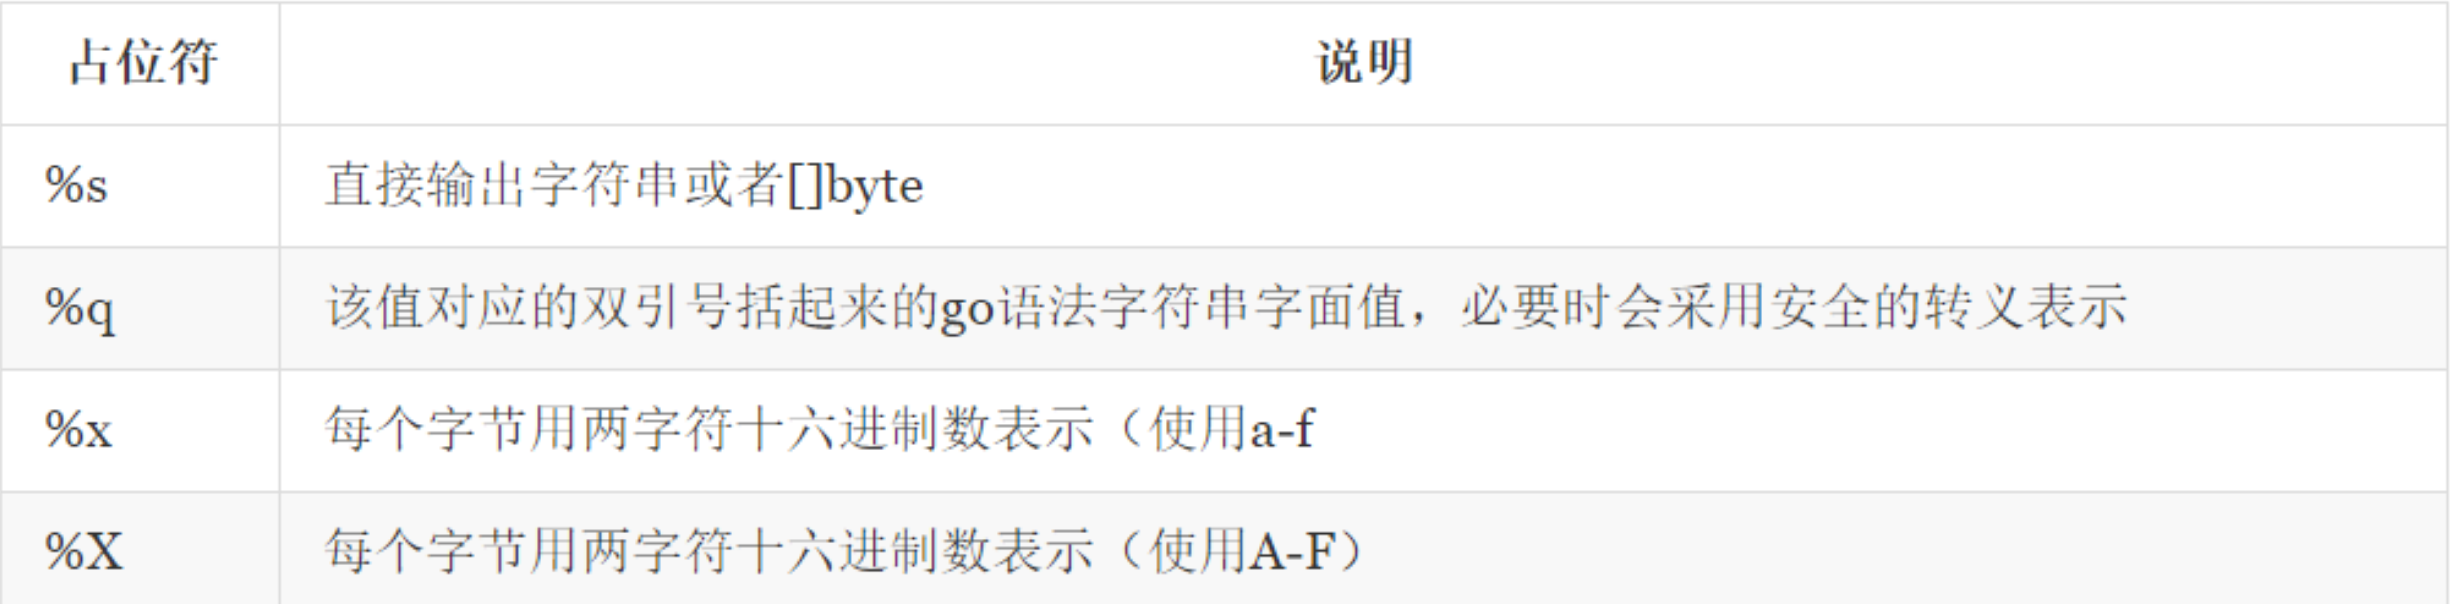 占位符 说明
%s 直接输出字符串或者[]byte
%q 该值对应的双引号括起来的go语法字符串字面值，必要时会采用安全的转义表示
%x 每个字节用两字符十六进制数表示（使用a-f
%X 每个字节用两字符十六进制数表示（使用A-F）